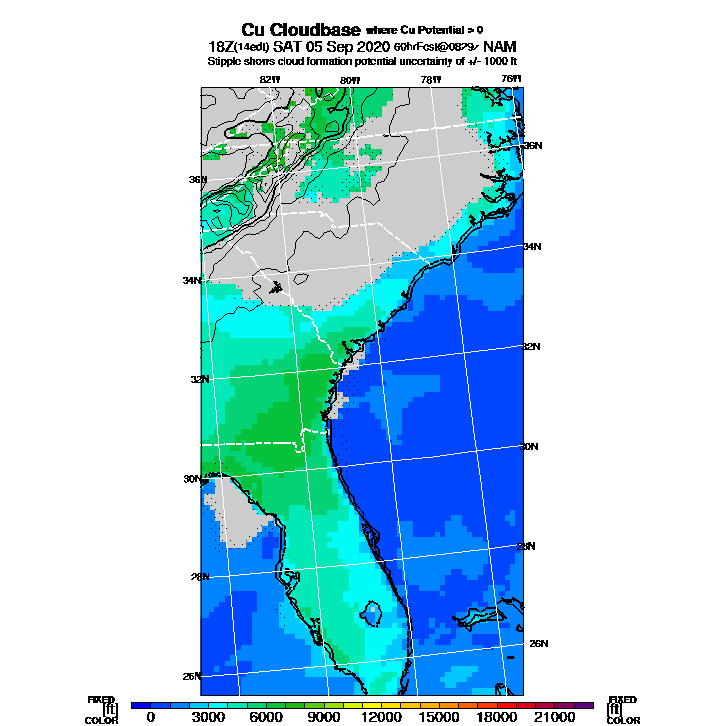 Cu Cloudbase where Cu Potential > 0
18Z(14edt) SAT 05 Sep 2020 60hrFcst@0829z NAM
Stipple shows cloud formation potential uncertainty of +/- 1000 ft
82W 80W 78W 76W
36N
36N
34N
34N
32N
32N
30N
30N
28N
28N
26N
26N
FIXED FIXED
[ft] [ft]
COLOR COLOR
0 3000 6000 9000 12000 15000 18000 21000